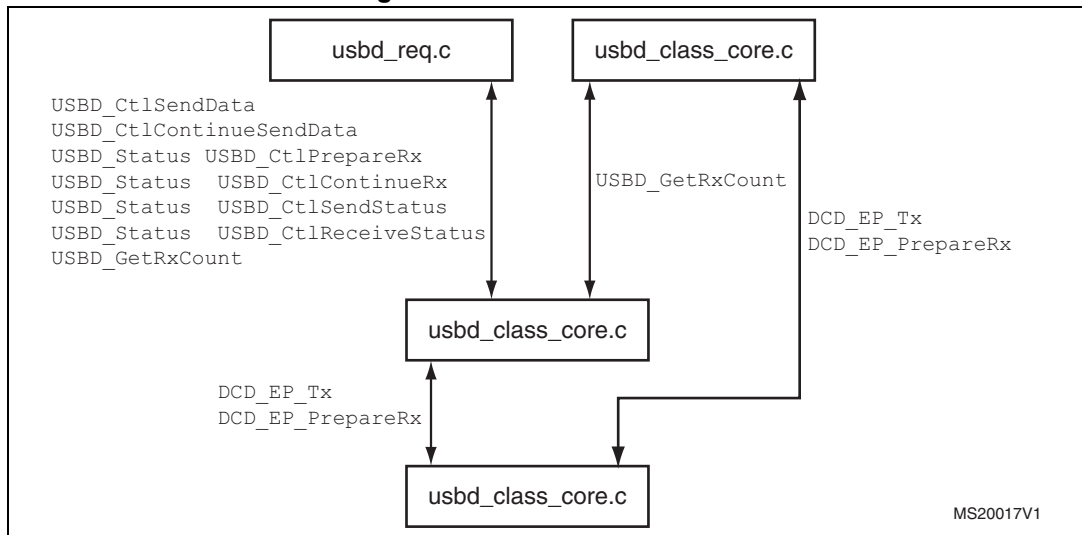 usbd_req.c
usbd_class_core.c
USBD_CtlSendData
USBD_CtlContinueSendData
USBD_Status USBD_CtlPrepareRx
USBD_Status  USBD_CtlContinueRx
USBD_Status  USBD_CtlSendStatus
USBD_Status  USBD_CtlReceiveStatus
USBD_GetRxCount
USBD_GetRxCount
DCD_EP_Tx
DCD_EP_PrepareRx
usbd_class_core.c
DCD_EP_Tx
DCD_EP_PrepareRx
usbd_class_core.c
MS20017V1